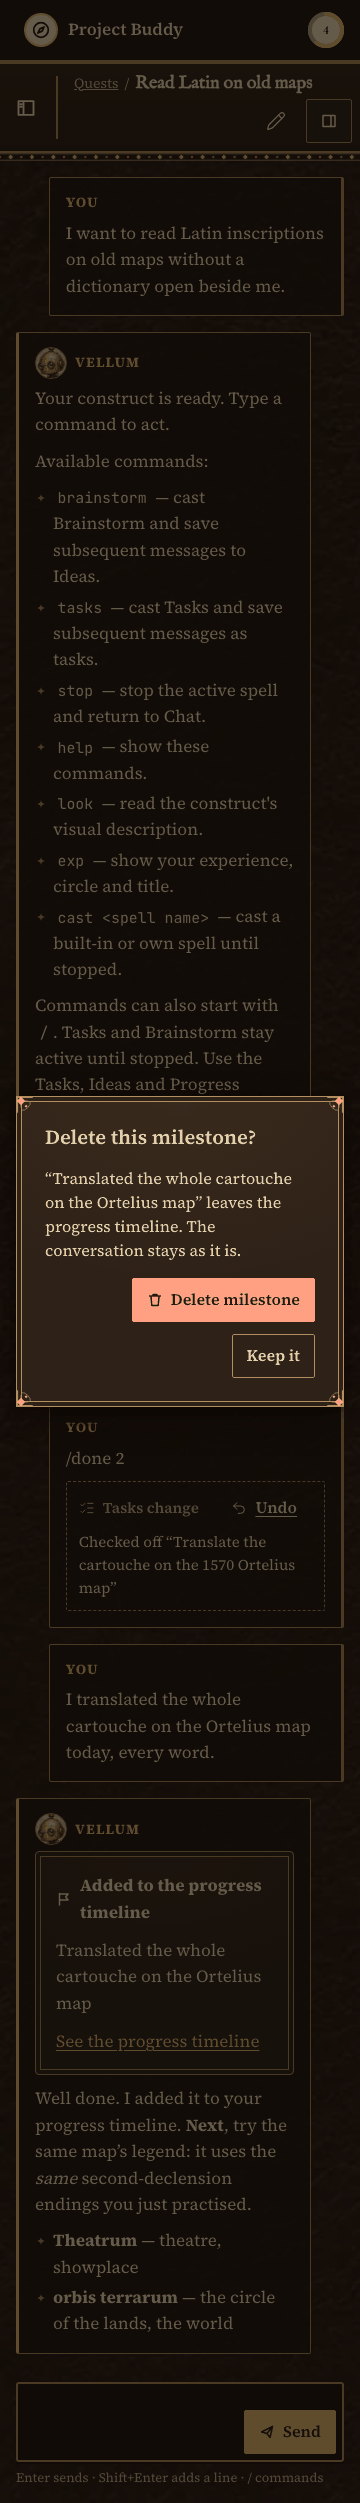 Project Buddy
4
Quests / Read Latin on old maps
YOU
I want to read Latin inscriptions
on old maps without a
dictionary open beside me.
VELLUM
Your construct is ready. Type a
command to act.
Available commands:
brainstorm — cast
Brainstorm and save
subsequent messages to
Ideas.
tasks — cast Tasks and save
subsequent messages as
tasks.
stop — stop the active spell
and return to Chat.
help — show these
commands.
look — read the construct's
visual description.
exp — show your experience,
circle and title.
cast <spell name> — cast a
built-in or own spell until
stopped.
Commands can also start with
/ . Tasks and Brainstorm stay
active until stopped. Use the
Tasks, Ideas and Progress
Delete this milestone?
“Translated the whole cartouche
on the Ortelius map” leaves the
progress timeline. The
conversation stays as it is.
Delete milestone
Keep it
YOU
/done 2
Tasks change Undo
Checked off “Translate the
cartouche on the 1570 Ortelius
map”
YOU
I translated the whole
cartouche on the Ortelius map
today, every word.
VELLUM
Added to the progress
timeline
Translated the whole
cartouche on the Ortelius
map
See the progress timeline
Well done. I added it to your
progress timeline. Next, try the
same map’s legend: it uses the
same second-declension
endings you just practised.
Theatrum — theatre,
showplace
orbis terrarum — the circle
of the lands, the world
Send
Enter sends · Shift+Enter adds a line · / commands